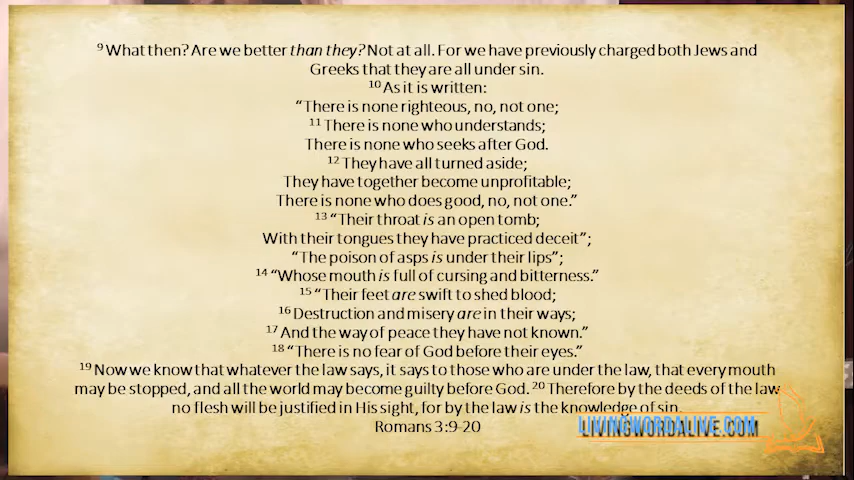 ⁹ What then? Are we better than they? Not at all. For we have previously charged both Jews and
Greeks that they are all under sin.
¹⁰ As it is written:
“There is none righteous, no, not one;
¹¹ There is none who understands;
There is none who seeks after God.
¹² They have all turned aside;
They have together become unprofitable;
There is none who does good, no, not one.”
¹³ “Their throat is an open tomb;
With their tongues they have practiced deceit”;
“The poison of asps is under their lips”;
¹⁴ “Whose mouth is full of cursing and bitterness.”
¹⁵ “Their feet are swift to shed blood;
¹⁶ Destruction and misery are in their ways;
¹⁷ And the way of peace they have not known.”
¹⁸ “There is no fear of God before their eyes.”
¹⁹ Now we know that whatever the law says, it says to those who are under the law, that every mouth
may be stopped, and all the world may become guilty before God. ²⁰ Therefore by the deeds of the law
no flesh will be justified in His sight, for by the law is the knowledge of sin.
Romans 3:9-20
LIVINGWORDALIVE.COM